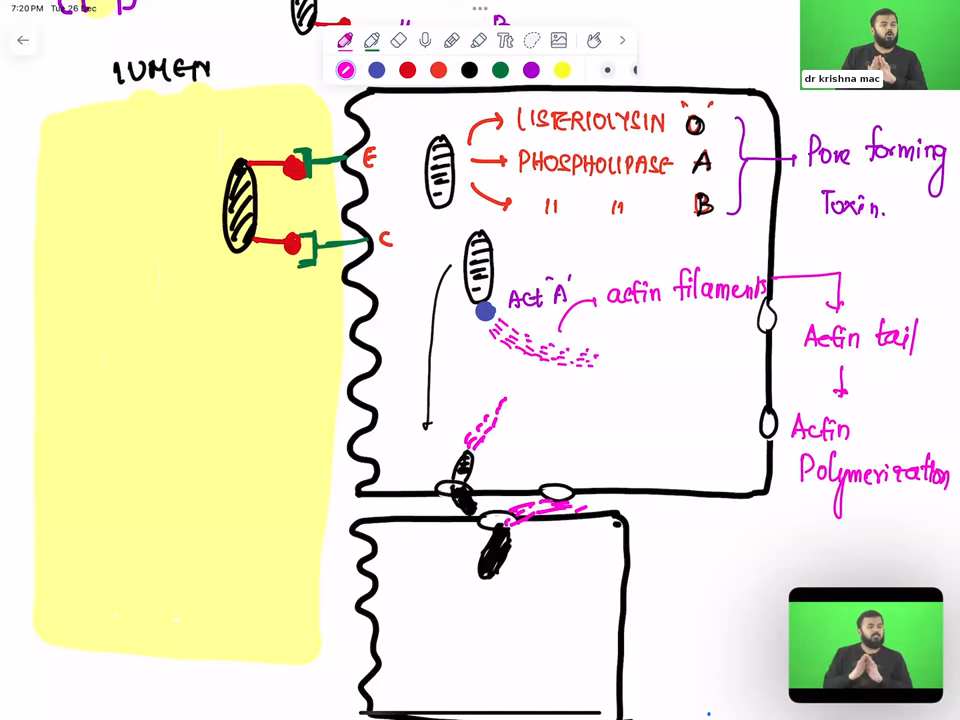 7:20 PM Tue 26 Dec
B
Tt
dr krishna mac
LUMEN
LISTERIOLYSIN "O"
E
PHOSPHOLIPASE A
Pore forming
Toxin.
" " B
C
Act "A"
actin filaments
Actin tail
Actin
Polymerization